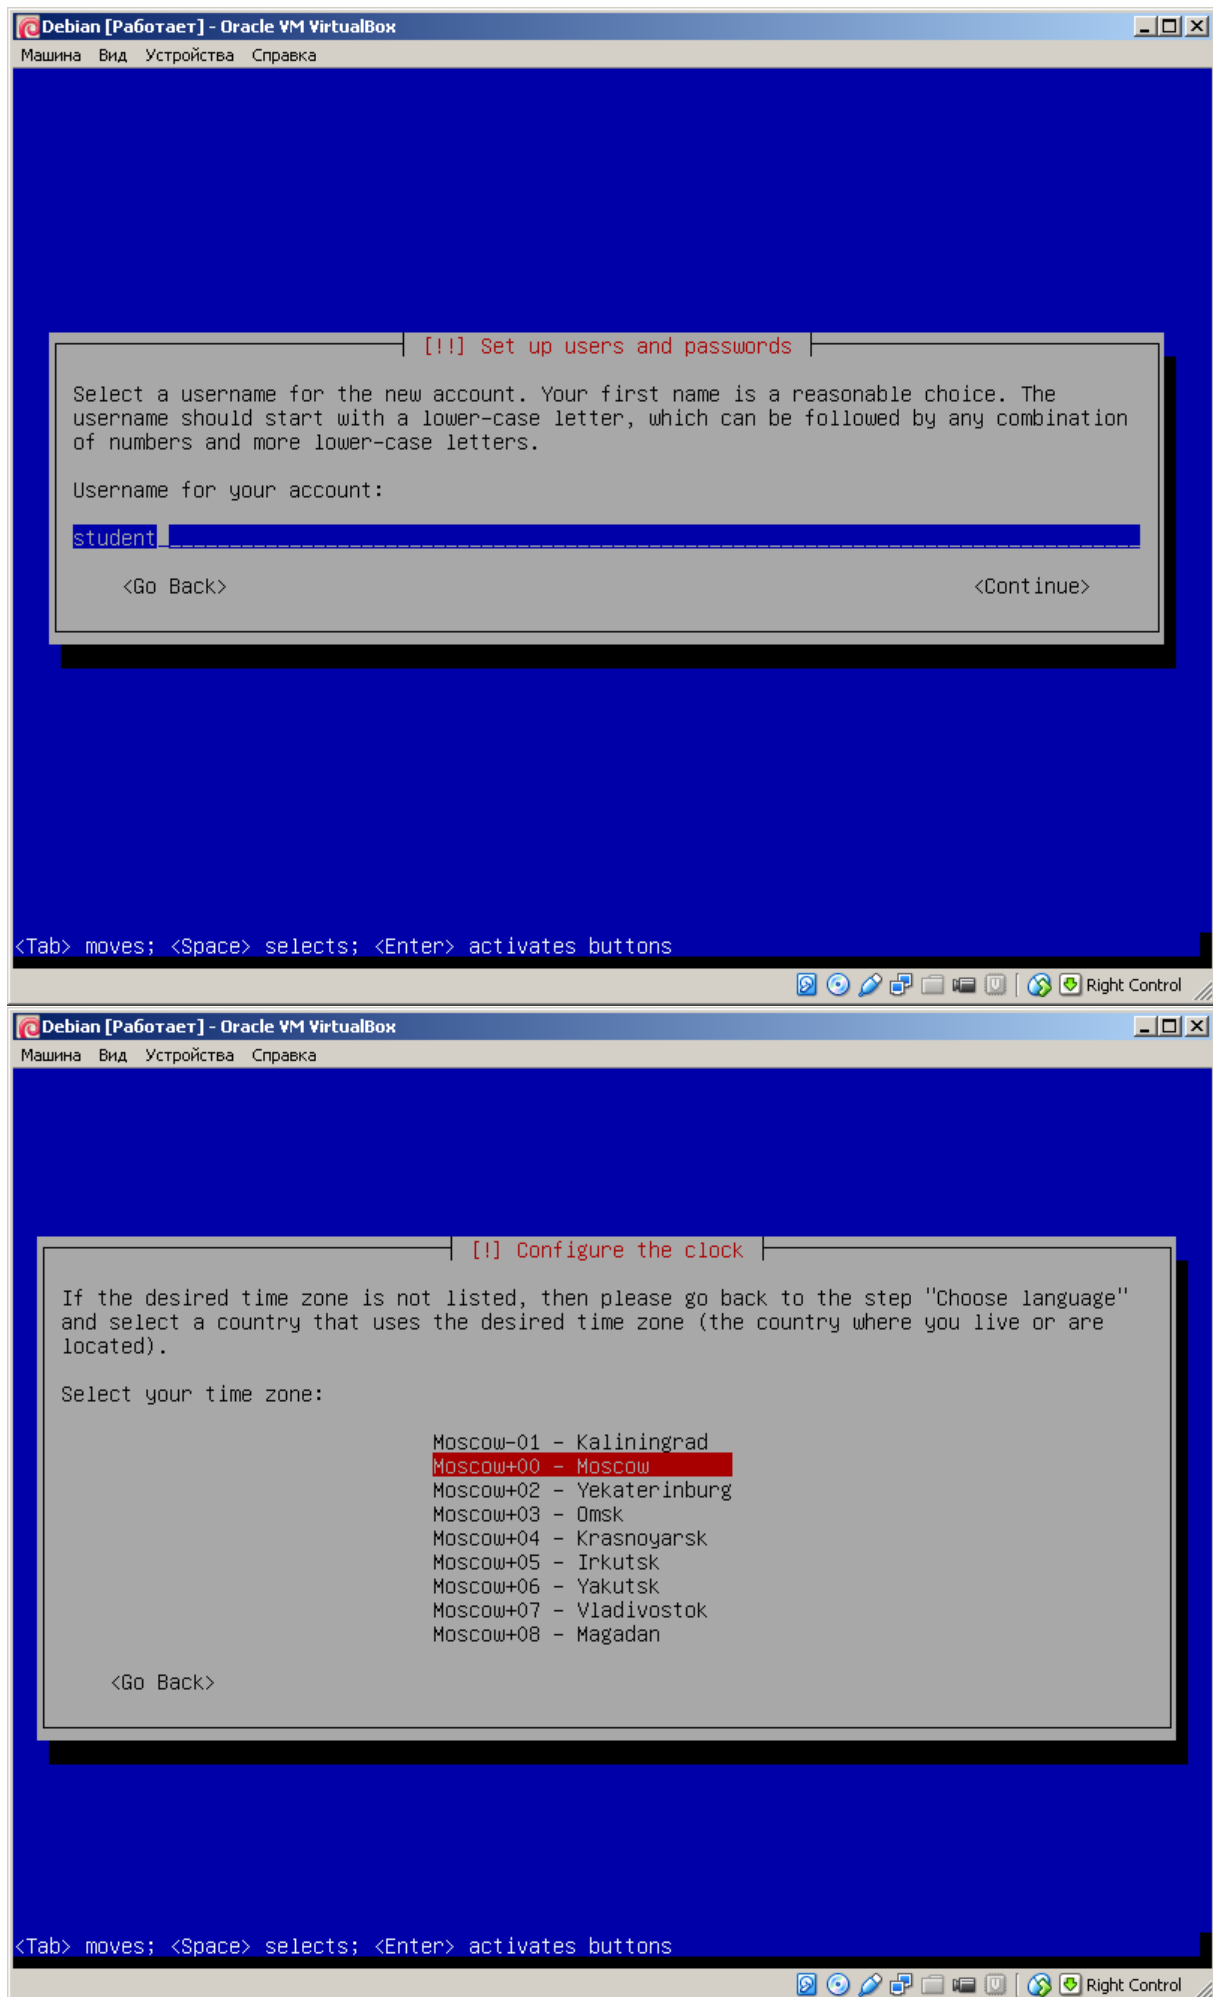 Debian [Работает] - Oracle VM VirtualBox
Машина Вид Устройства Справка
[!!] Set up users and passwords
Select a username for the new account. Your first name is a reasonable choice. The
username should start with a lower-case letter, which can be followed by any combination
of numbers and more lower-case letters.
Username for your account:
student
<Go Back> <Continue>
<Tab> moves; <Space> selects; <Enter> activates buttons
Right Control
Debian [Работает] - Oracle VM VirtualBox
Машина Вид Устройства Справка
[!] Configure the clock
If the desired time zone is not listed, then please go back to the step "Choose language"
and select a country that uses the desired time zone (the country where you live or are
located).
Select your time zone:
Moscow-01 - Kaliningrad
Moscow+00 - Moscow
Moscow+02 - Yekaterinburg
Moscow+03 - Omsk
Moscow+04 - Krasnoyarsk
Moscow+05 - Irkutsk
Moscow+06 - Yakutsk
Moscow+07 - Vladivostok
Moscow+08 - Magadan
<Go Back>
<Tab> moves; <Space> selects; <Enter> activates buttons
Right Control